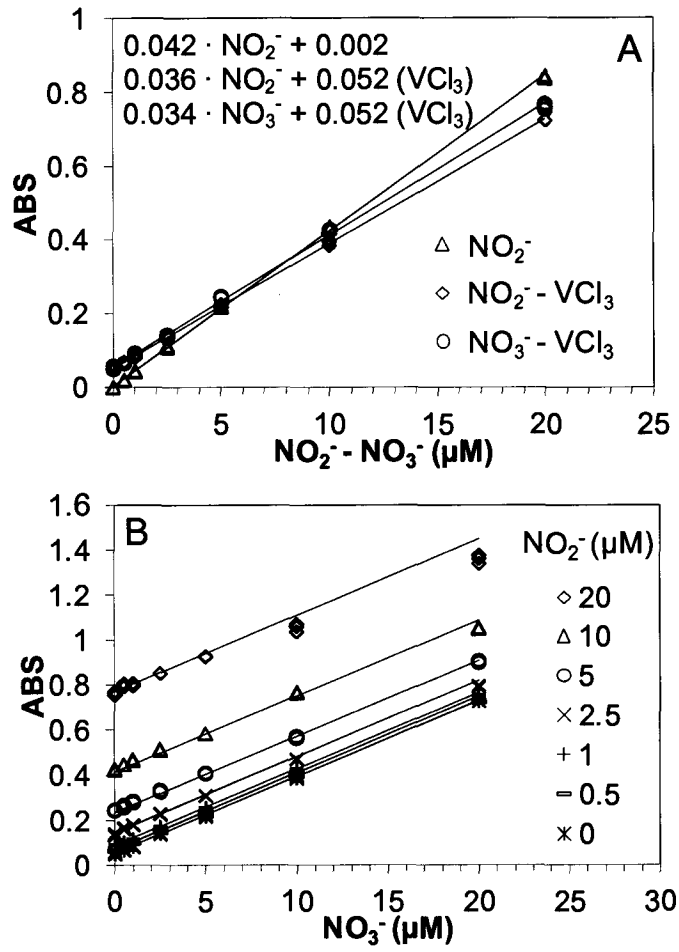 0.042 · NO₂⁻ + 0.002
0.036 · NO₂⁻ + 0.052 (VCl₃)
0.034 · NO₃⁻ + 0.052 (VCl₃)
A
1
0.8
0.6
0.4
0.2
0
ABS
△ NO₂⁻
◇ NO₂⁻ - VCl₃
○ NO₃⁻ - VCl₃
0 5 10 15 20 25
NO₂⁻ - NO₃⁻ (µM)
B
1.6
1.4
1.2
1
0.8
0.6
0.4
0.2
0
ABS
NO₂⁻ (µM)
◇ 20
△ 10
○ 5
× 2.5
+ 1
- 0.5
✳ 0
0 5 10 15 20 25 30
NO₃⁻ (µM)